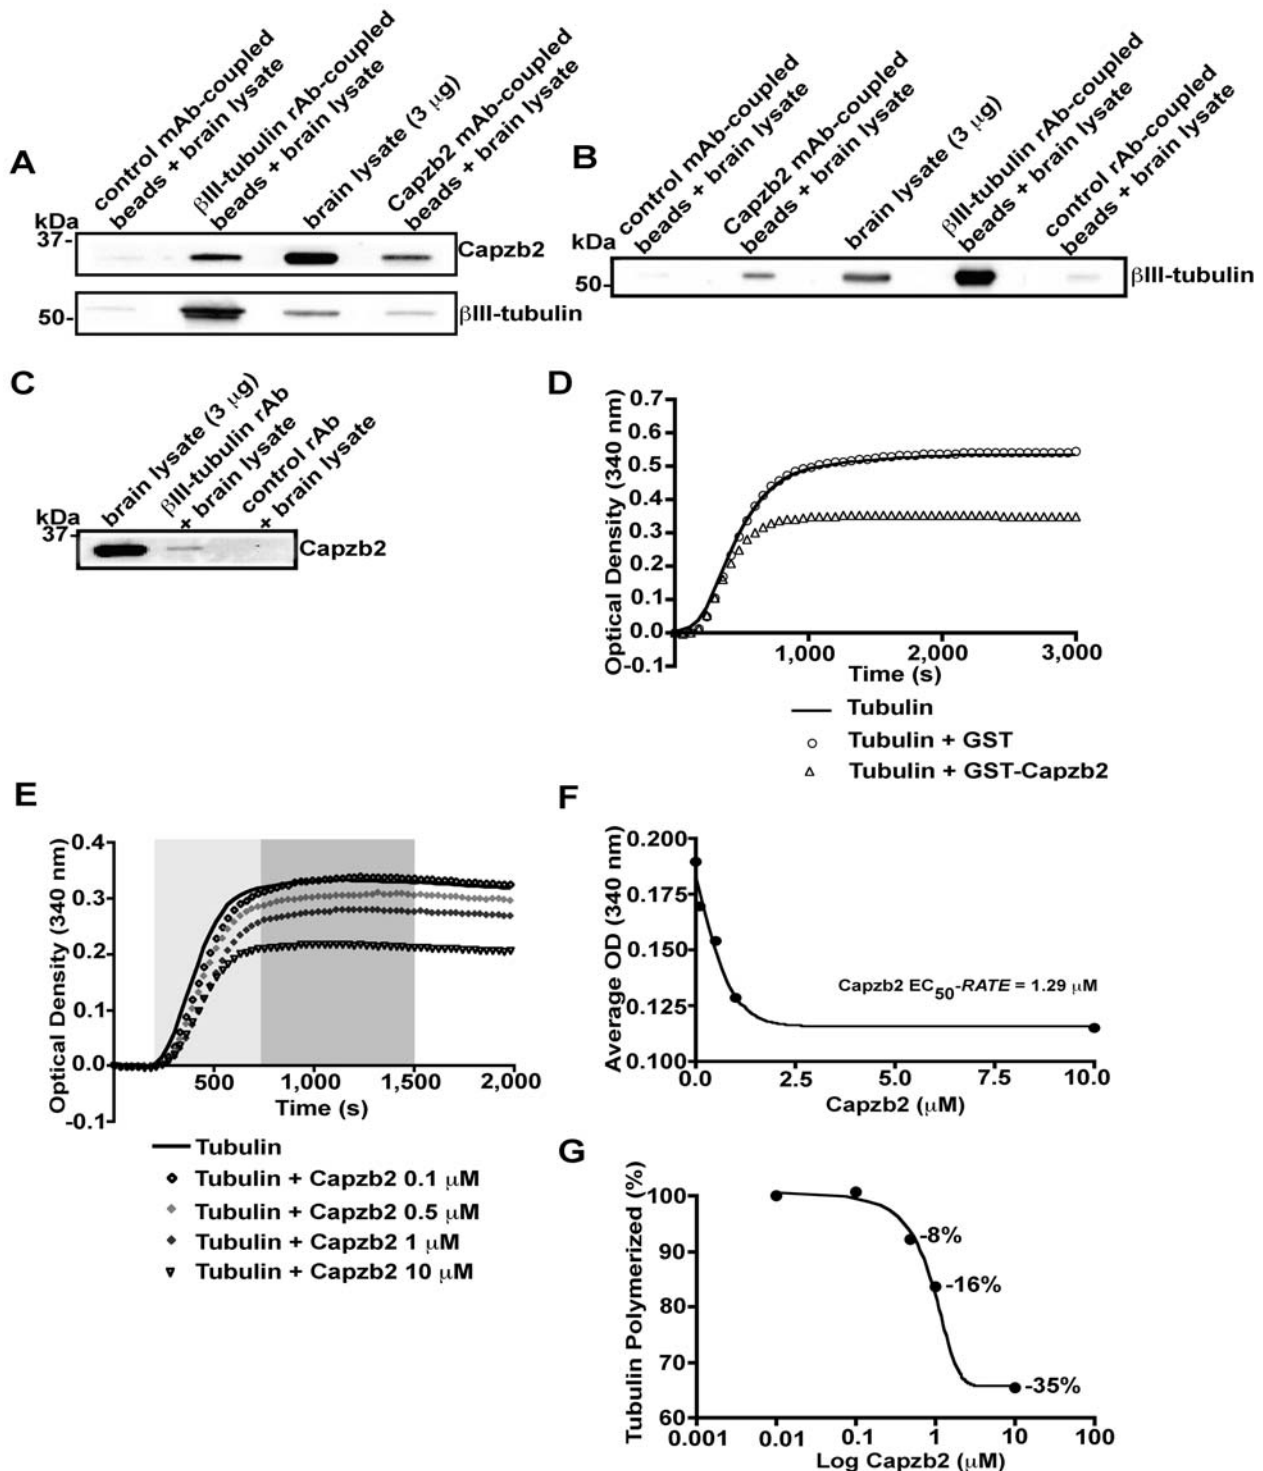 A
control mAb-coupled
beads + brain lysate
βIII-tubulin rAb-coupled
beads + brain lysate
brain lysate (3 μg)
Capzb2 mAb-coupled
beads + brain lysate
kDa
37-
Capzb2
50-
βIII-tubulin
B
control mAb-coupled
beads + brain lysate
Capzb2 mAb-coupled
beads + brain lysate
brain lysate (3 μg)
βIII-tubulin rAb-coupled
beads + brain lysate
control rAb-coupled
beads + brain lysate
kDa
50-
βIII-tubulin
C
brain lysate (3 μg)
βIII-tubulin rAb
+ brain lysate
control rAb
+ brain lysate
kDa
37-
Capzb2
D
Optical Density (340 nm)
0.7
0.6
0.5
0.4
0.3
0.2
0.1
0.0
-0.1
1,000
2,000
3,000
Time (s)
Tubulin
Tubulin + GST
Tubulin + GST-Capzb2
E
Optical Density (340 nm)
0.4
0.3
0.2
0.1
0.0
-0.1
500
1,000
1,500
2,000
Time (s)
Tubulin
Tubulin + Capzb2 0.1 μM
Tubulin + Capzb2 0.5 μM
Tubulin + Capzb2 1 μM
Tubulin + Capzb2 10 μM
F
Average OD (340 nm)
0.200
0.175
0.150
0.125
0.100
Capzb2 EC50-RATE = 1.29 μM
0.0
2.5
5.0
7.5
10.0
Capzb2 (μM)
G
Tubulin Polymerized (%)
100
90
80
70
60
-8%
-16%
-35%
0.001
0.01
0.1
1
10
100
Log Capzb2 (μM)